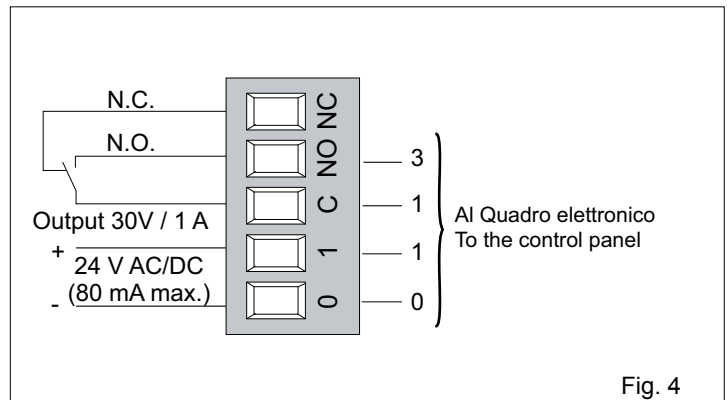 N.C.
NC
N.O.
NO
3
C
1
Output 30V / 1 A
Al Quadro elettronico
To the control panel
+
1
1
24 V AC/DC
(80 mA max.)
-
0
0
Fig. 4